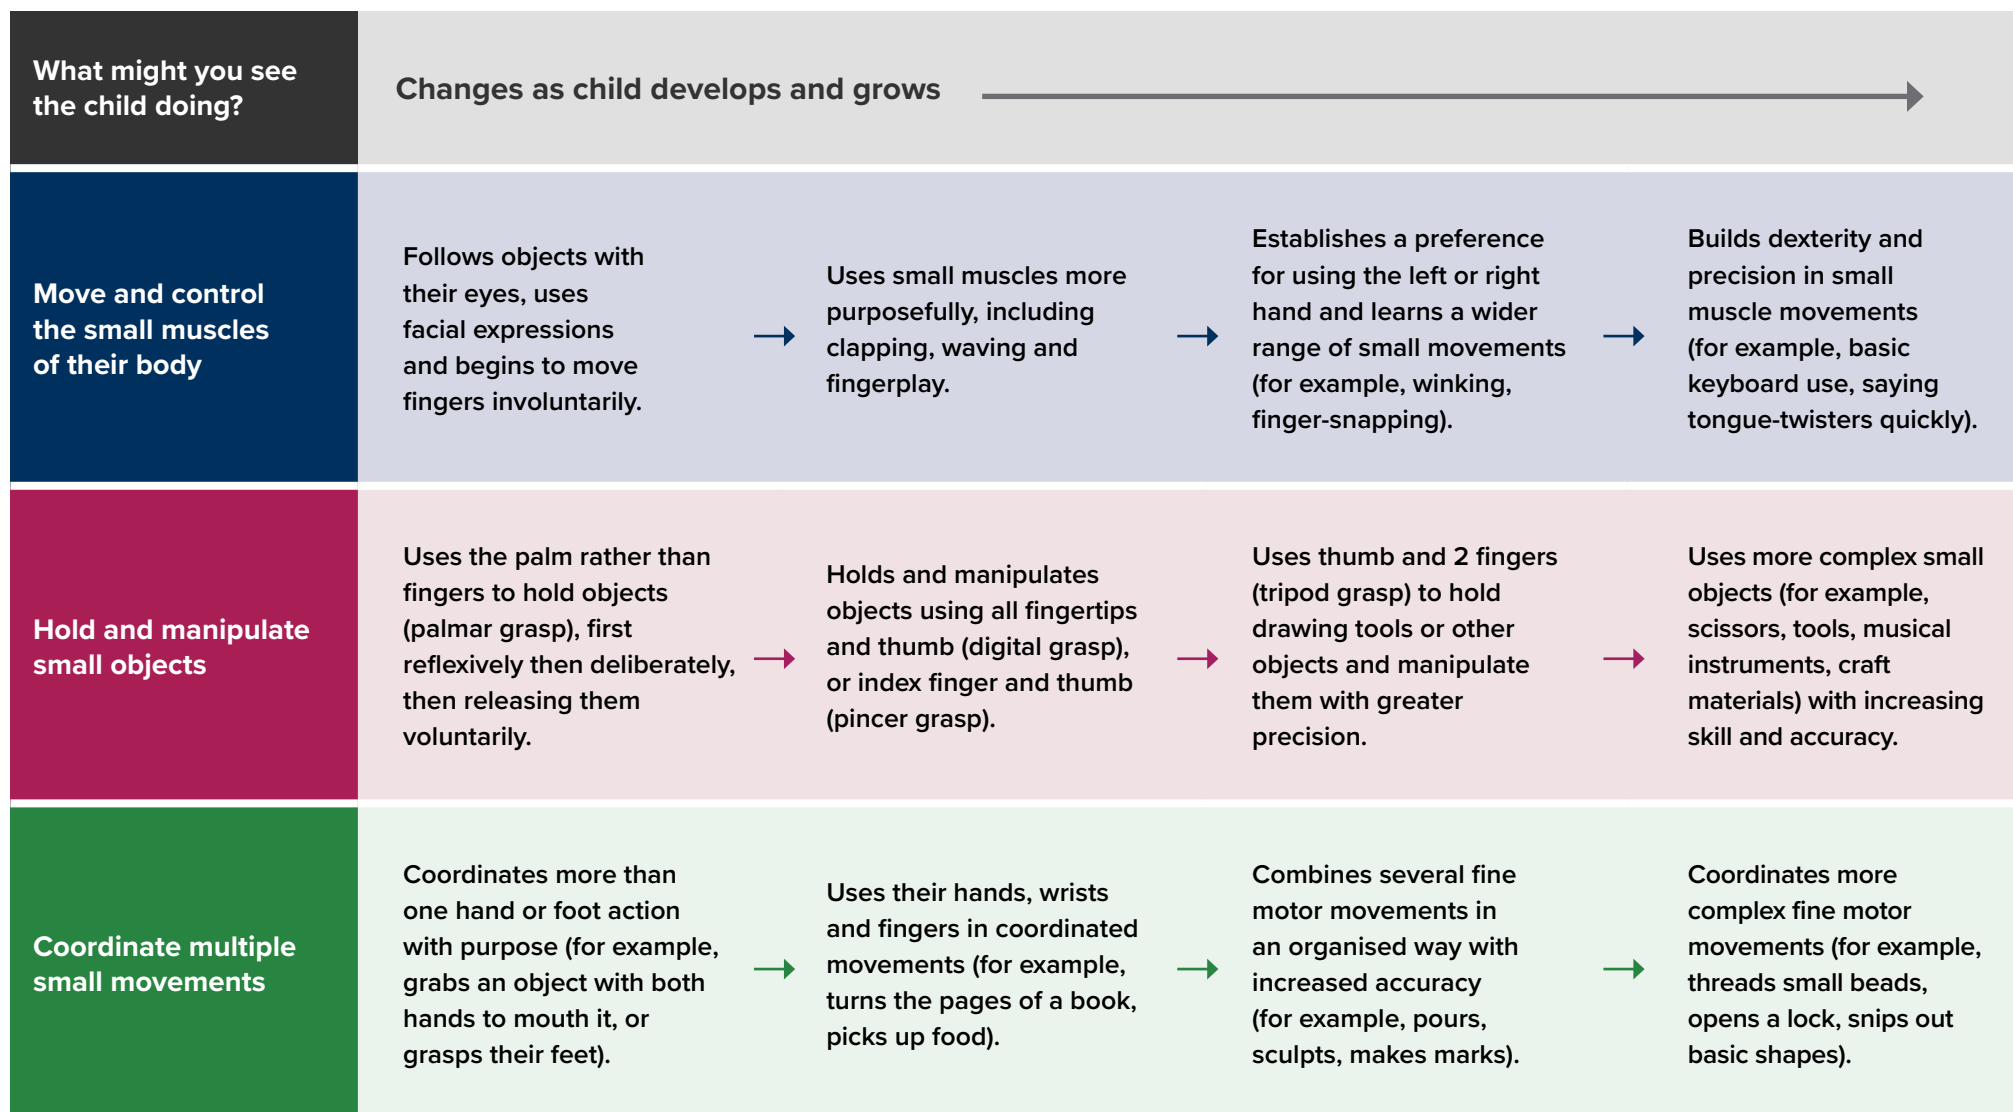 What might you see
the child doing?
Changes as child develops and grows
Move and control
the small muscles
of their body
Follows objects with
their eyes, uses
facial expressions
and begins to move
fingers involuntarily.
Uses small muscles more
purposefully, including
clapping, waving and
fingerplay.
Establishes a preference
for using the left or right
hand and learns a wider
range of small movements
(for example, winking,
finger-snapping).
Builds dexterity and
precision in small
muscle movements
(for example, basic
keyboard use, saying
tongue-twisters quickly).
Hold and manipulate
small objects
Uses the palm rather than
fingers to hold objects
(palmar grasp), first
reflexively then deliberately,
then releasing them
voluntarily.
Holds and manipulates
objects using all fingertips
and thumb (digital grasp),
or index finger and thumb
(pincer grasp).
Uses thumb and 2 fingers
(tripod grasp) to hold
drawing tools or other
objects and manipulate
them with greater
precision.
Uses more complex small
objects (for example,
scissors, tools, musical
instruments, craft
materials) with increasing
skill and accuracy.
Coordinate multiple
small movements
Coordinates more than
one hand or foot action
with purpose (for example,
grabs an object with both
hands to mouth it, or
grasps their feet).
Uses their hands, wrists
and fingers in coordinated
movements (for example,
turns the pages of a book,
picks up food).
Combines several fine
motor movements in
an organised way with
increased accuracy
(for example, pours,
sculpts, makes marks).
Coordinates more
complex fine motor
movements (for example,
threads small beads,
opens a lock, snips out
basic shapes).